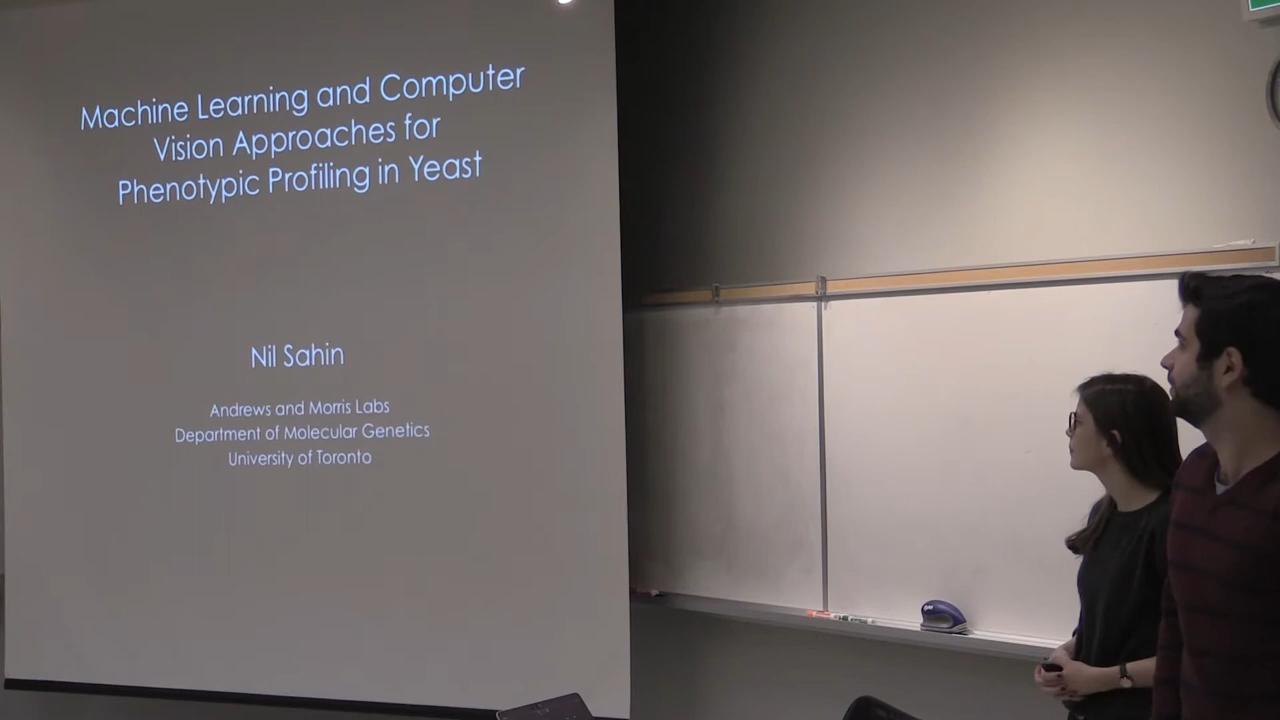 Machine Learning and Computer
Vision Approaches for
Phenotypic Profiling in Yeast
Nil Sahin
Andrews and Morris Labs
Department of Molecular Genetics
University of Toronto